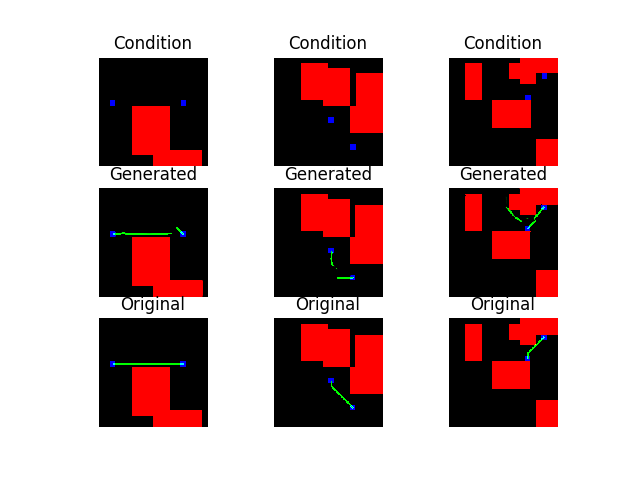 Condition Condition Condition
Generated Generated Generated
Original Original Original